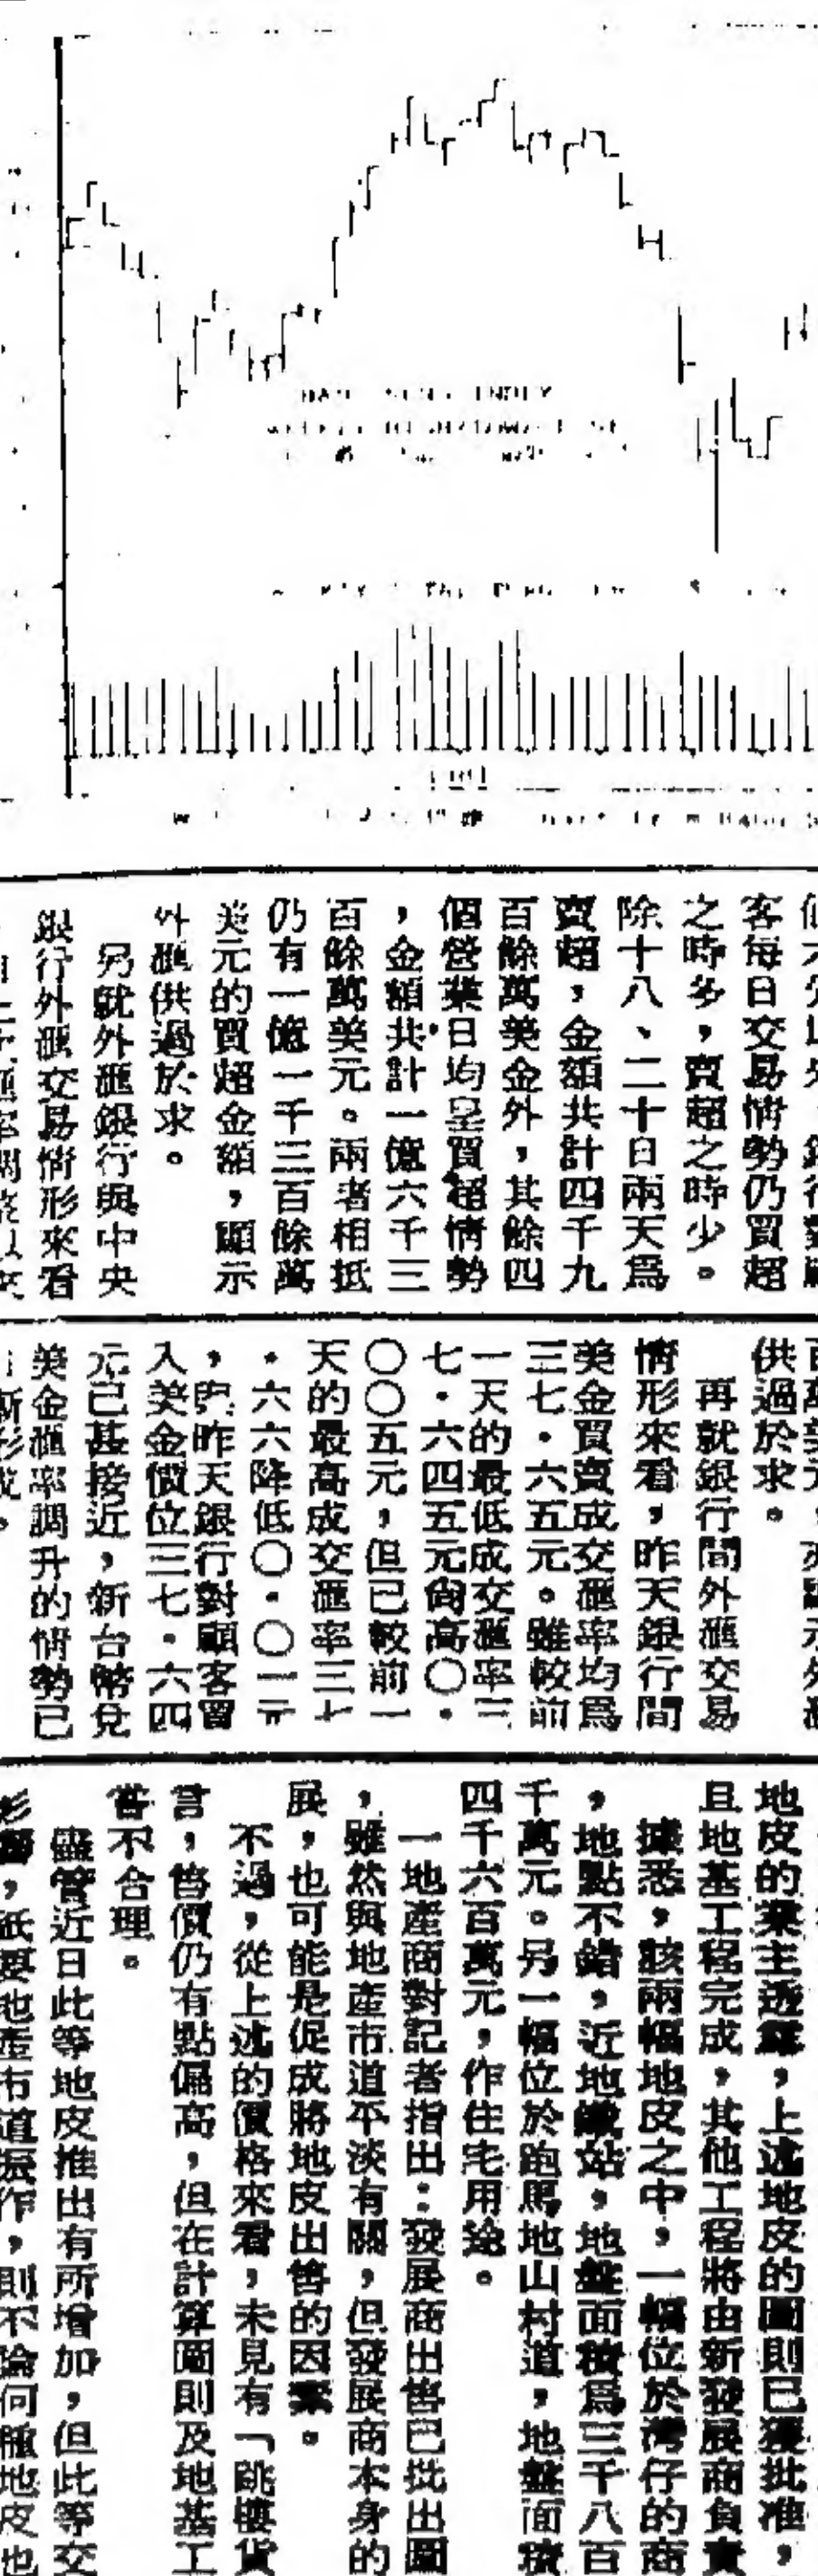 INDEX
客每日交易情勢仍買超
之時多，賣超之時少。
除十八、二十日兩天爲
賣超，金額共計四千九
百餘萬美金外，其餘四
個營業日均呈買超情勢
，金額共計一億六千三
百餘萬美元。兩者相抵
仍有一億一千三百餘萬
美元的買超金額，顯示
外匯供過於求。
另就外匯銀行與中央
銀行外匯交易情形來看
供過於求。
再就銀行間外匯交易
情形來看，昨天銀行間
美金買賣成交匯率均爲
三七・六五元。雖較前
一天的最低成交匯率三
七・六四五元尙高〇・
〇〇五元，但已較前一
天的最高成交匯率三七
・六六降低〇・〇一元
，與昨天銀行對顧客買
入美金價位三七・六四
元已甚接近，新台幣兌
美金匯率調升的情勢已
漸形成。
地皮的業主透露，上述地皮的圖則已獲批准，
且地基工程完成，其他工程將由新發展商負責
據悉，該兩幅地皮之中，一幅位於灣仔的商
，地點不錯，近地鐵站，地盤面積爲三千八百
千萬元。另一幅位於跑馬地山村道，地盤面積
四千六百萬元，作住宅用途。
一地產商對記者指出：發展商出售已批出圖
，雖然與地產市道平淡有關，但發展商本身的
展，也可能是促成將地皮出售的因素。
不過，從上述的價格來看，未見有「跳樓貨
言，售價仍有點偏高，但在計算圖則及地基工
嘗不合理。
儘管近日此等地皮推出有所增加，但此等交
影響，祇要地產市道振作，則不論何種地皮也